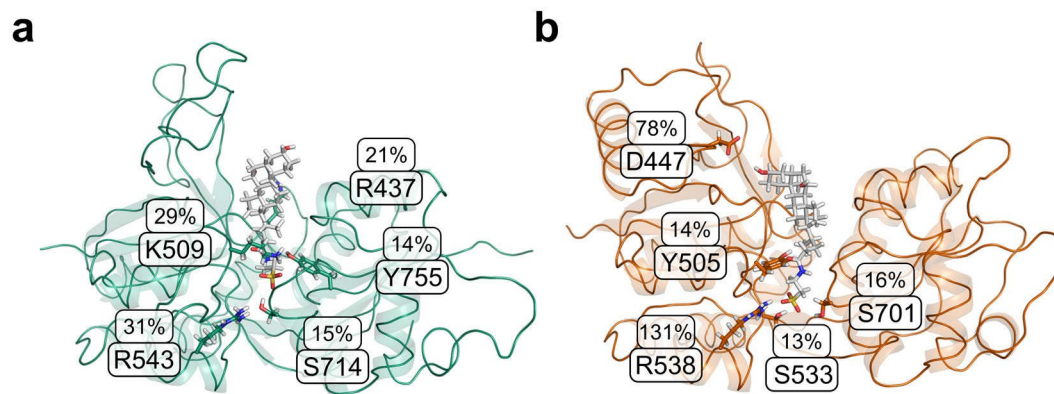 a
21%
R437
29%
K509
14%
Y755
31%
R543
15%
S714
b
78%
D447
14%
Y505
16%
S701
131%
R538
13%
S533